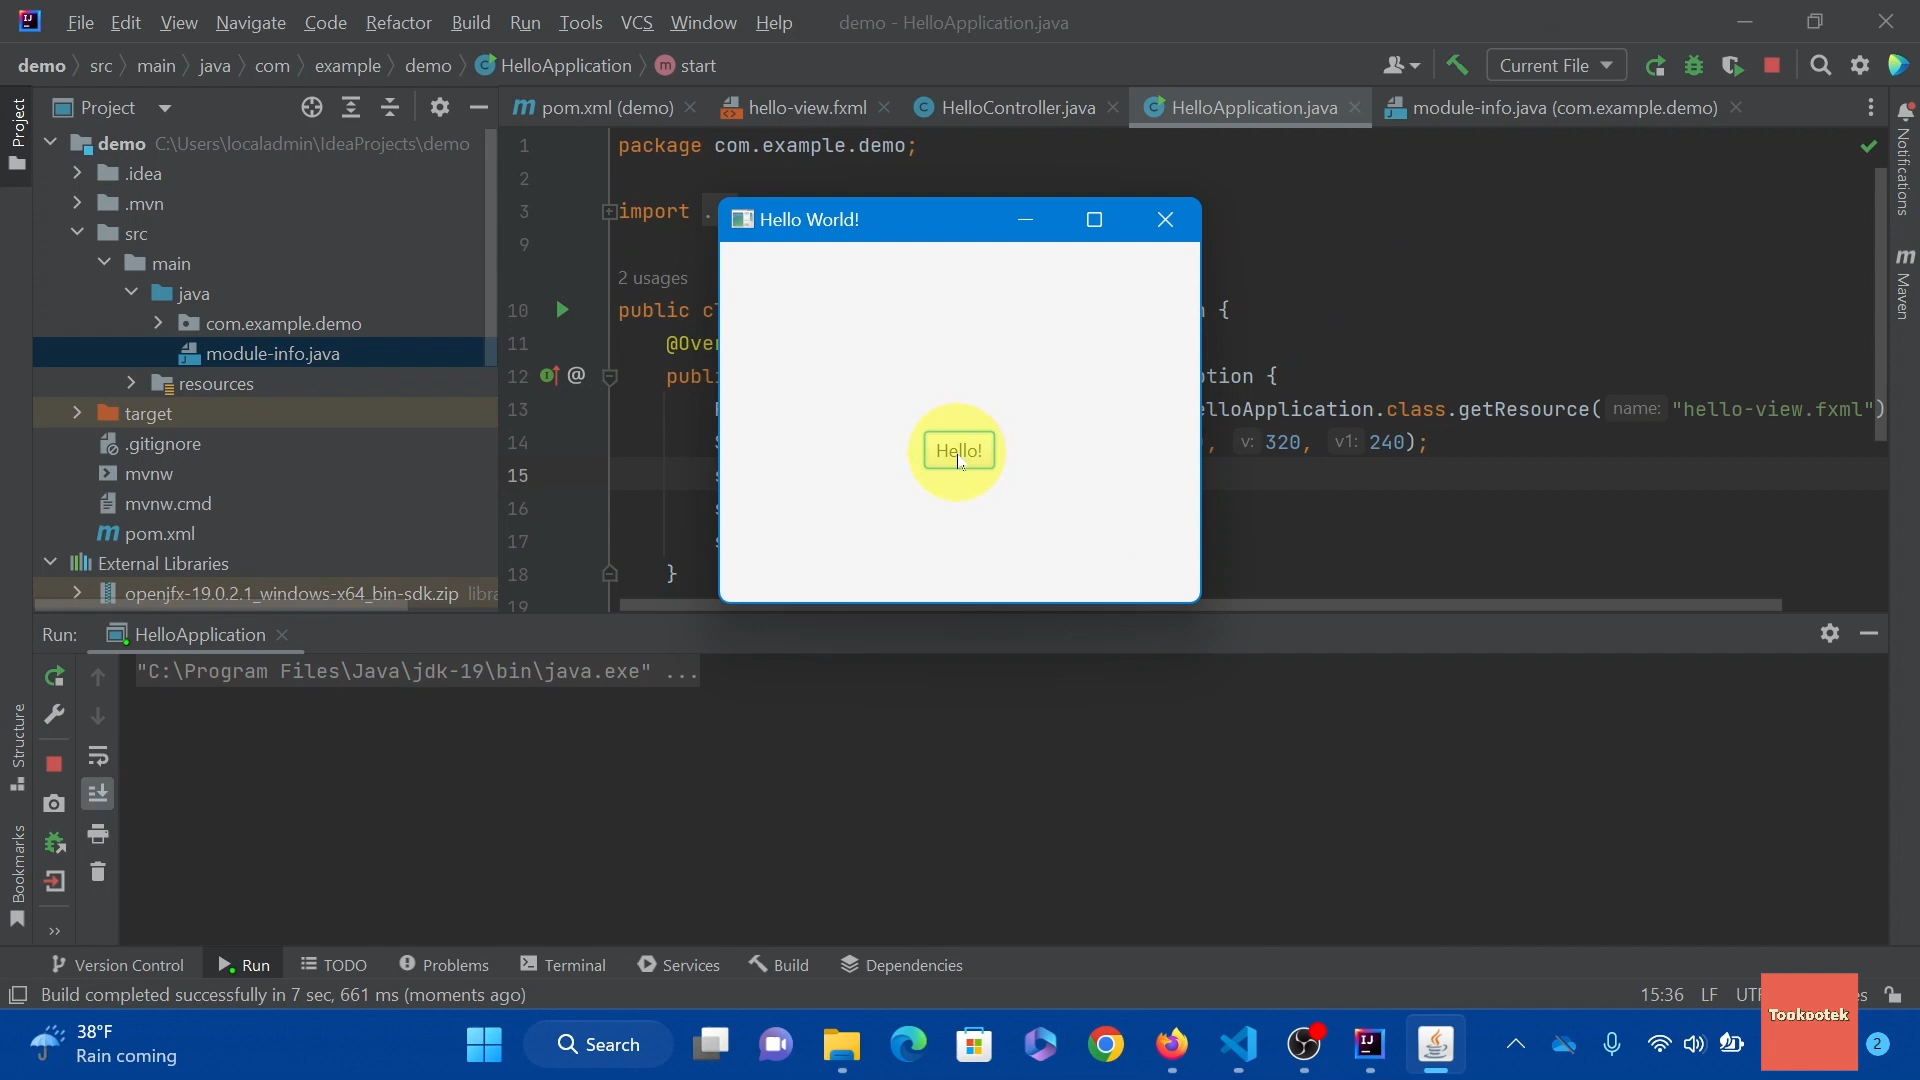 File Edit View Navigate Code Refactor Build Run Tools VCS Window Help demo - HelloApplication.java
demo src main java com example demo HelloApplication start Current File
Project
pom.xml (demo) hello-view.fxml HelloController.java HelloApplication.java module-info.java (com.example.demo)
Project
demo C:\Users\localadmin\IdeaProjects\demo
.idea
.mvn
src
main
java
com.example.demo
module-info.java
resources
target
.gitignore
mvnw
mvnw.cmd
pom.xml
External Libraries
openjfx-19.0.2.1_windows-x64_bin-sdk.zip
1 package com.example.demo;
2
3 import .
9
2 usages
10 public c {
11 @Over
12 publi ption {
13 HelloApplication.class.getResource( name: "hello-view.fxml")
14 , v: 320, v1: 240);
15
16
17
18 }
19
Hello World!
Hello!
Notifications
Maven
Structure
Bookmarks
Run: HelloApplication
"C:\Program Files\Java\jdk-19\bin\java.exe" ...
Version Control Run TODO Problems Terminal Services Build Dependencies
Build completed successfully in 7 sec, 661 ms (moments ago) 15:36 LF
38°F
Rain coming
Search
Tonknotek
2